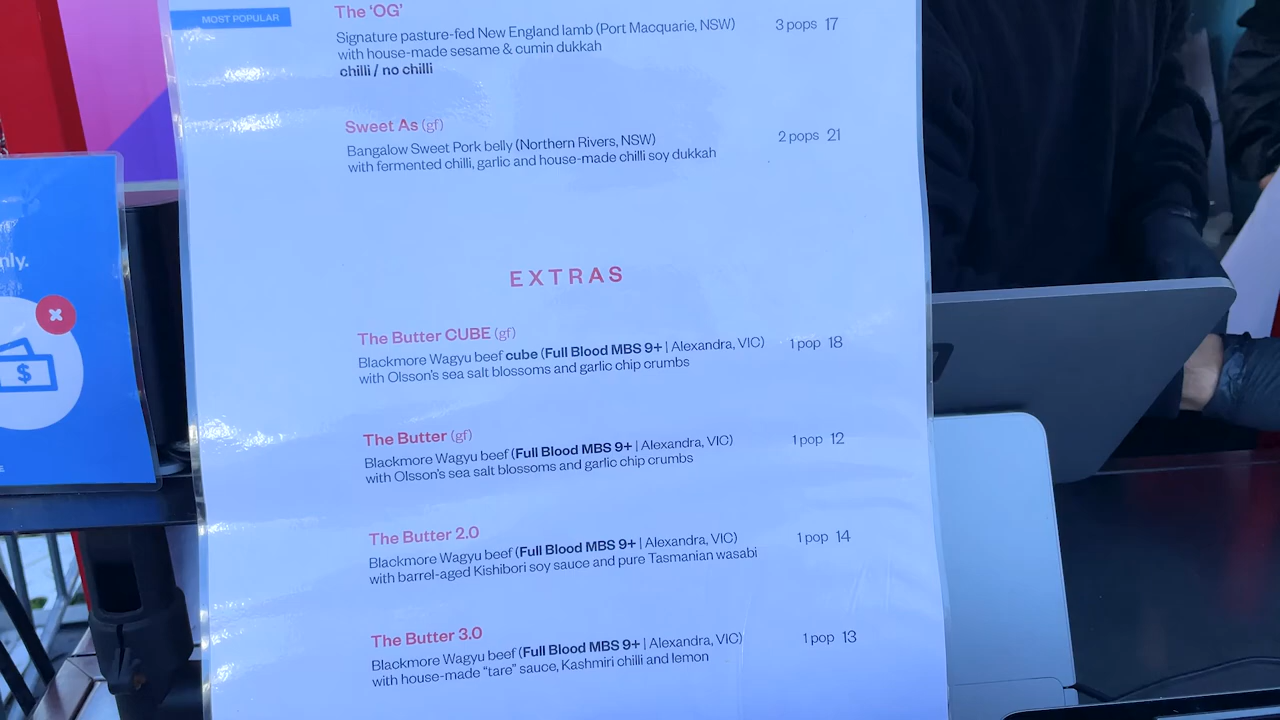 MOST POPULAR
The 'OG'
Signature pasture-fed New England lamb (Port Macquarie, NSW)
with house-made sesame & cumin dukkah
chilli / no chilli
3 pops 17
Sweet As (gf)
Bangalow Sweet Pork belly (Northern Rivers, NSW)
with fermented chilli, garlic and house-made chilli soy dukkah
2 pops 21
EXTRAS
The Butter CUBE (gf)
Blackmore Wagyu beef cube (Full Blood MBS 9+ | Alexandra, VIC)
with Olsson's sea salt blossoms and garlic chip crumbs
1 pop 18
The Butter (gf)
Blackmore Wagyu beef (Full Blood MBS 9+ | Alexandra, VIC)
with Olsson's sea salt blossoms and garlic chip crumbs
1 pop 12
The Butter 2.0
Blackmore Wagyu beef (Full Blood MBS 9+ | Alexandra, VIC)
with barrel-aged Kishibori soy sauce and pure Tasmanian wasabi
1 pop 14
The Butter 3.0
Blackmore Wagyu beef (Full Blood MBS 9+ | Alexandra, VIC)
with house-made "tare" sauce, Kashmiri chilli and lemon
1 pop 13
$